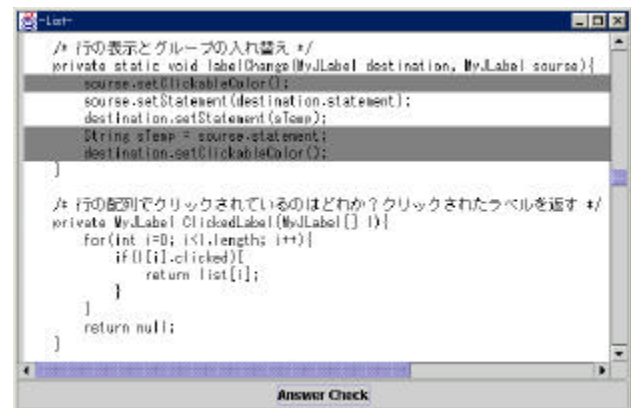 -List-
/* 行の表示とグループの入れ替え */
private static void labelChange(MyJLabel destination, MyJLabel sourse){
sourse.setClickableColor();
sourse.setStatement(destination.statement);
destination.setStatement(sTemp);
String sTemp = sourse.statement;
destination.setClickableColor();
}
/* 行の配列でクリックされているのはどれか？クリックされたラベルを返す */
private MyJLabel ClickedLabel(MyJLabel[] l){
for(int i=0; i<l.length; i++){
if(l[i].clicked){
return list[i];
}
}
return null;
}
Answer Check